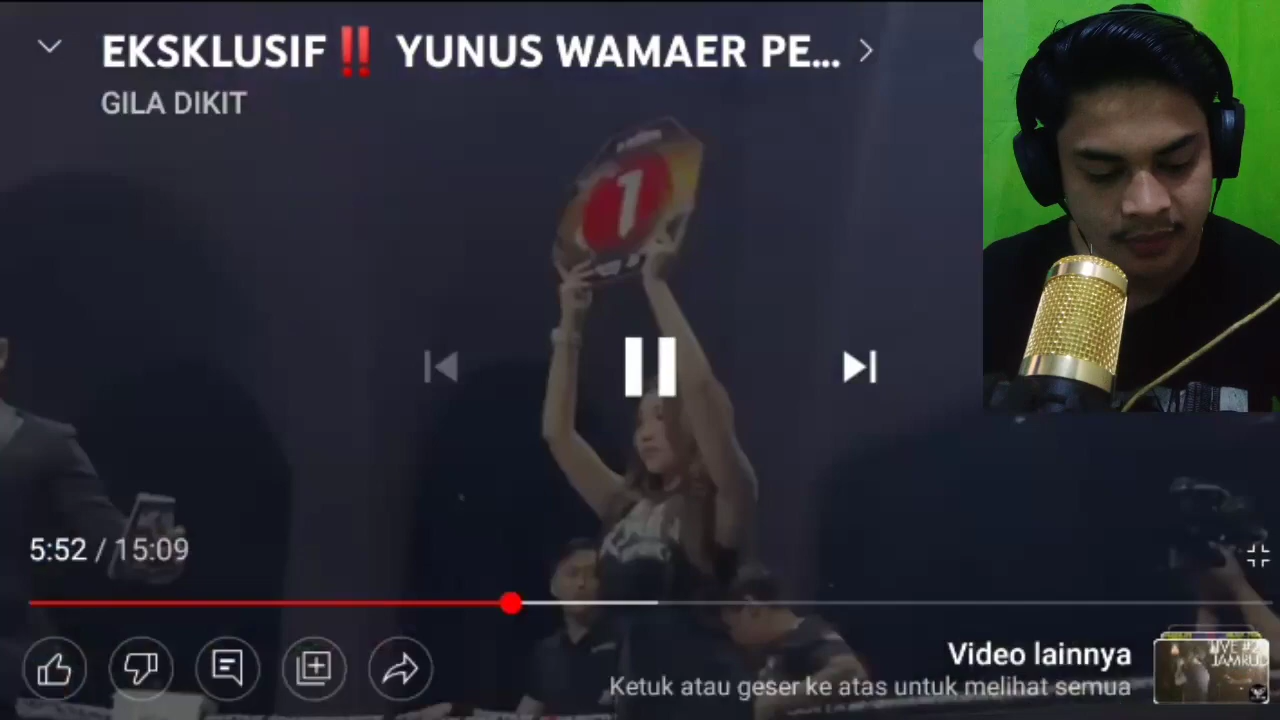 EKSKLUSIF‼️ YUNUS WAMAER PE...
GILA DIKIT
1
5:52 / 15:09
Video lainnya
Ketuk atau geser ke atas untuk melihat semua